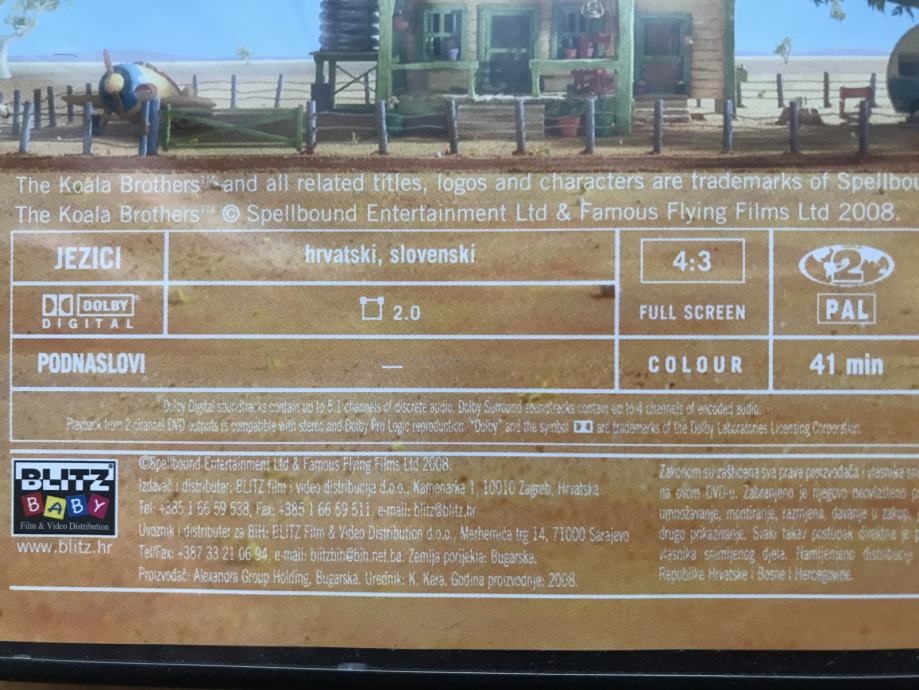 The Koala Brothers™ and all related titles, logos and characters are trademarks of Spellbou
The Koala Brothers™ © Spellbound Entertainment Ltd & Famous Flying Films Ltd 2008.
JEZICI
hrvatski, slovenski
4:3
2
DOLBY
DIGITAL
2.0
FULL SCREEN
PAL
PODNASLOVI
—
COLOUR
41 min
Dolby Digital soundtracks contain up to 5.1 channels of discrete audio. Dolby Surround soundtracks contain up to 4 channels of encoded audio.
Playback from 2-channel DVD outputs is compatible with stereo and Dolby Pro Logic reproduction. "Dolby" and the symbol are trademarks of the Dolby Laboratories Licensing Corporation.
BLITZ
BABY
Film & Video Distribution
www.blitz.hr
©Spellbound Entertainment Ltd & Famous Flying Films Ltd 2008.
Izdavač i distributer: BLITZ film i video distribucija d.o.o., Kamenarka 1, 10010 Zagreb, Hrvatska
Tel: +385 1 66 59 538, Fax: +385 1 66 59 511, e-mail: blitz@blitz.hr
Uvoznik i distributer za BiH: BLITZ Film & Video Distribution d.o.o., Merhemića trg 14, 71000 Sarajevo
Tel/Fax: +387 33 21 06 94, e-mail: blitzbih@bih.net.ba. Zemlja porijekla: Bugarska.
Proizvođač: Alexandra Group Holding, Bugarska. Urednik: K. Kera. Godina proizvodnje: 2008.
Zakonom su zaštićena sva prava proizvođača i vlasnika
na ovom DVD-u. Zabranjeno je njegovo neovlašteno
umnožavanje, montiranje, razmjena, davanje u zakup,
drugo prikazivanje. Svaki takav postupak direktna je
vlasnika snimljenog djela. Namijenjeno
Republike Hrvatske i Bosne i Hercegovine.